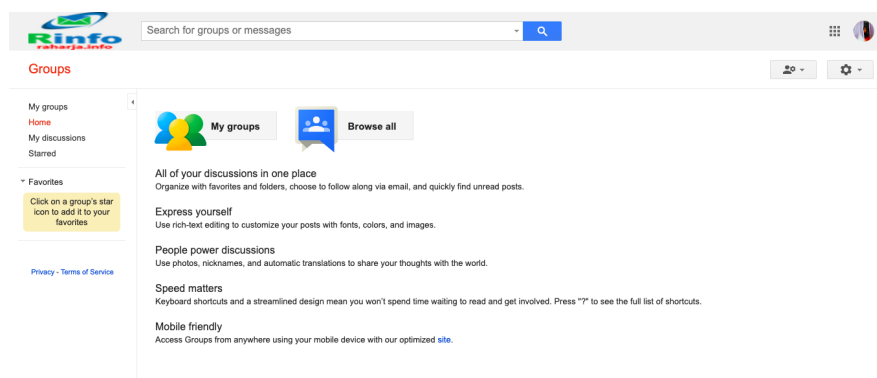 Rinfo
raharja.info
Search for groups or messages
Groups
My groups
Home
My discussions
Starred
Favorites
Click on a group's star
icon to add it to your
favorites
Privacy - Terms of Service
My groups
Browse all
All of your discussions in one place
Organize with favorites and folders, choose to follow along via email, and quickly find unread posts.
Express yourself
Use rich-text editing to customize your posts with fonts, colors, and images.
People power discussions
Use photos, nicknames, and automatic translations to share your thoughts with the world.
Speed matters
Keyboard shortcuts and a streamlined design mean you won't spend time waiting to read and get involved. Press "?" to see the full list of shortcuts.
Mobile friendly
Access Groups from anywhere using your mobile device with our optimized site.